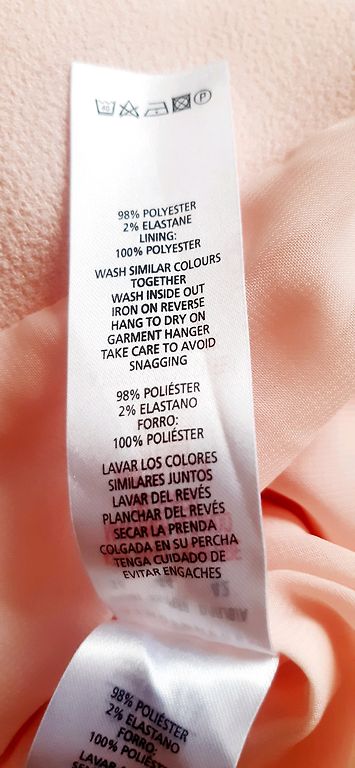 40 P
98% POLYESTER
2% ELASTANE
LINING:
100% POLYESTER
WASH SIMILAR COLOURS
TOGETHER
WASH INSIDE OUT
IRON ON REVERSE
HANG TO DRY ON
GARMENT HANGER
TAKE CARE TO AVOID
SNAGGING
98% POLIÉSTER
2% ELASTANO
FORRO:
100% POLIÉSTER
LAVAR LOS COLORES
SIMILARES JUNTOS
LAVAR DEL REVÉS
PLANCHAR DEL REVÉS
SECAR LA PRENDA
COLGADA EN SU PERCHA
TENGA CUIDADO DE
EVITAR ENGACHES
98% POLIÉSTER
2% ELASTANO
FORRO:
100% POLIÉSTER
LAVAR